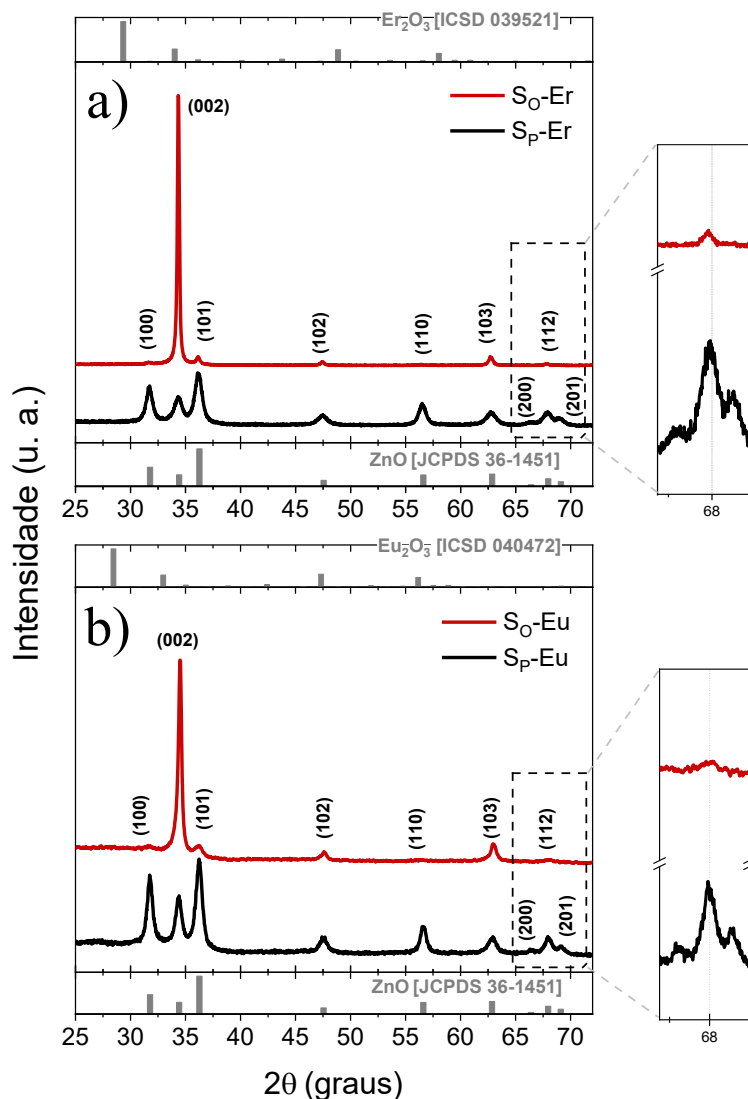 Er2O3 [ICSD 039521]
a)
(002)
SO-Er
SP-Er
(100)
(101)
(102)
(110)
(103)
(112)
(200)
(201)
ZnO [JCPDS 36-1451]
25 30 35 40 45 50 55 60 65 70
68
Eu2O3 [ICSD 040472]
b)
(002)
SO-Eu
SP-Eu
(100)
(101)
(102)
(110)
(103)
(112)
(200)
(201)
ZnO [JCPDS 36-1451]
25 30 35 40 45 50 55 60 65 70
68
2θ (graus)
Intensidade (u. a.)